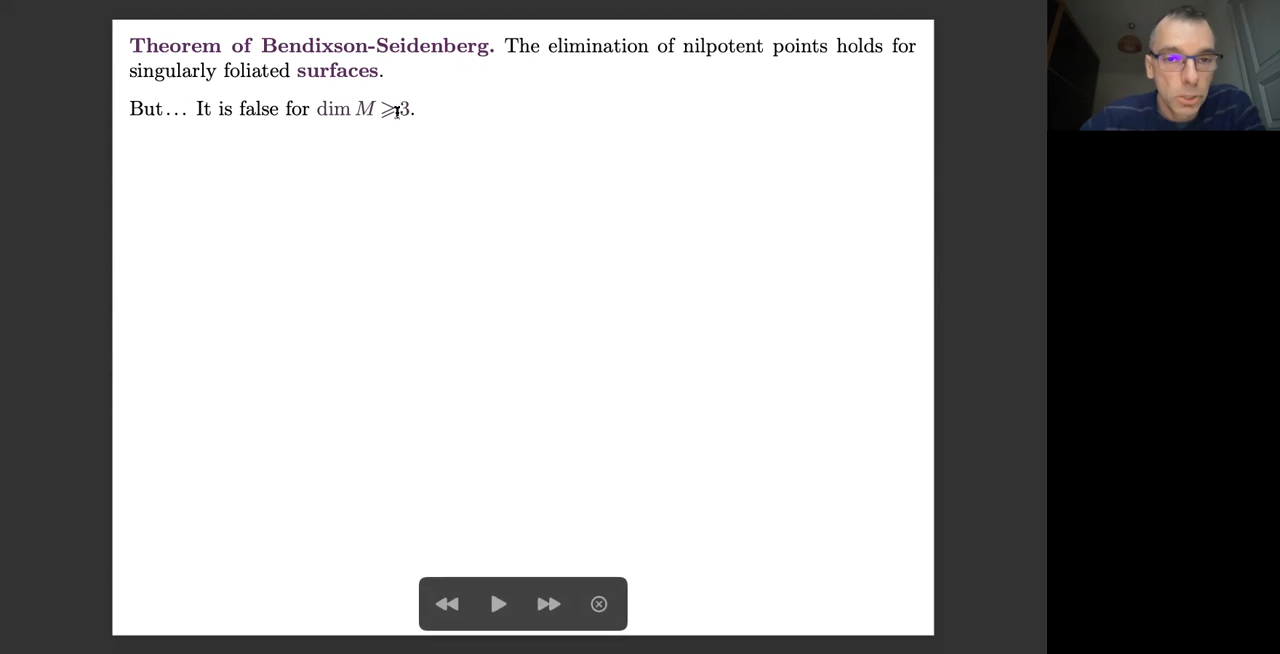 Theorem of Bendixson-Seidenberg. The elimination of nilpotent points holds for
singularly foliated surfaces.
But... It is false for dim M ⩾ 3.